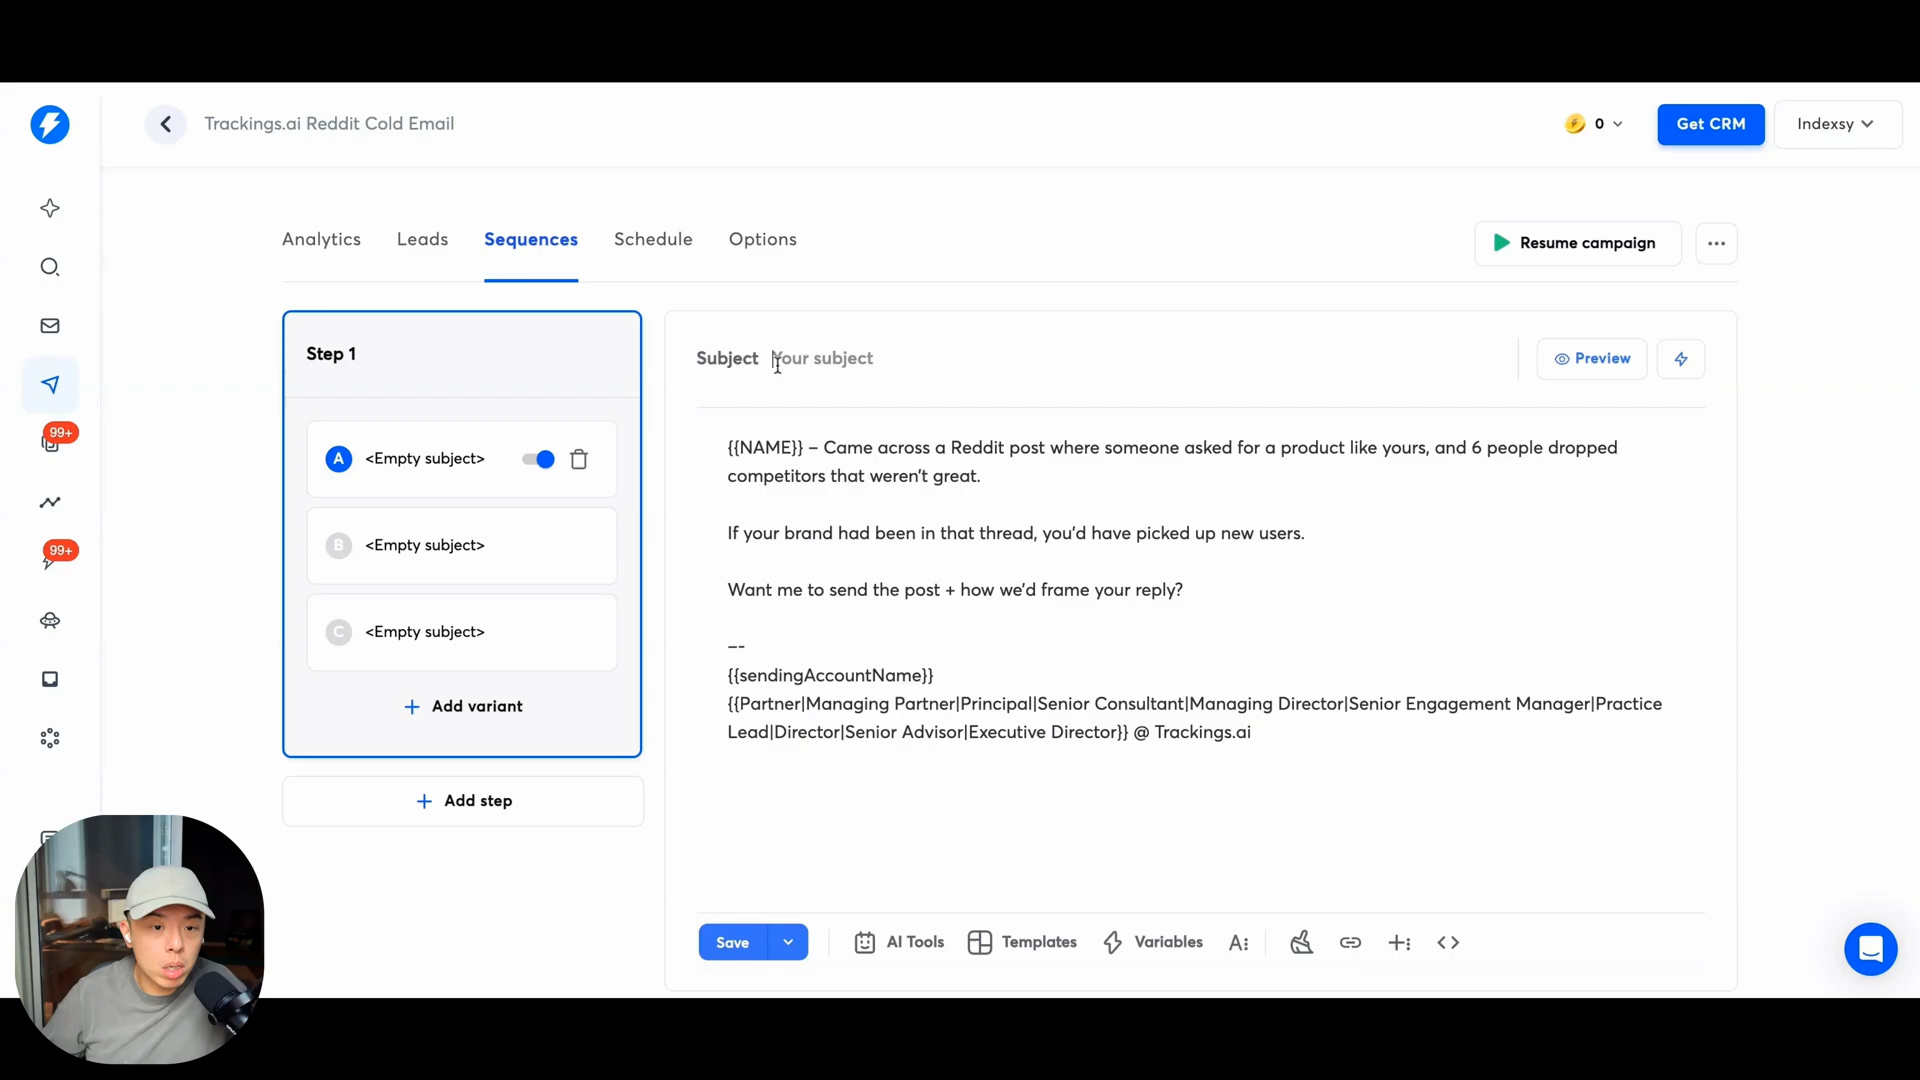 Trackings.ai Reddit Cold Email
0
Get CRM
Indexsy
Analytics
Leads
Sequences
Schedule
Options
Resume campaign
Step 1
Subject
Your subject
Preview
A
<Empty subject>
B
<Empty subject>
C
<Empty subject>
Add variant
Add step
{{NAME}} – Came across a Reddit post where someone asked for a product like yours, and 6 people dropped
competitors that weren’t great.
If your brand had been in that thread, you’d have picked up new users.
Want me to send the post + how we’d frame your reply?
--
{{sendingAccountName}}
{{Partner|Managing Partner|Principal|Senior Consultant|Managing Director|Senior Engagement Manager|Practice
Lead|Director|Senior Advisor|Executive Director}} @ Trackings.ai
99+
99+
Save
AI Tools
Templates
Variables
A